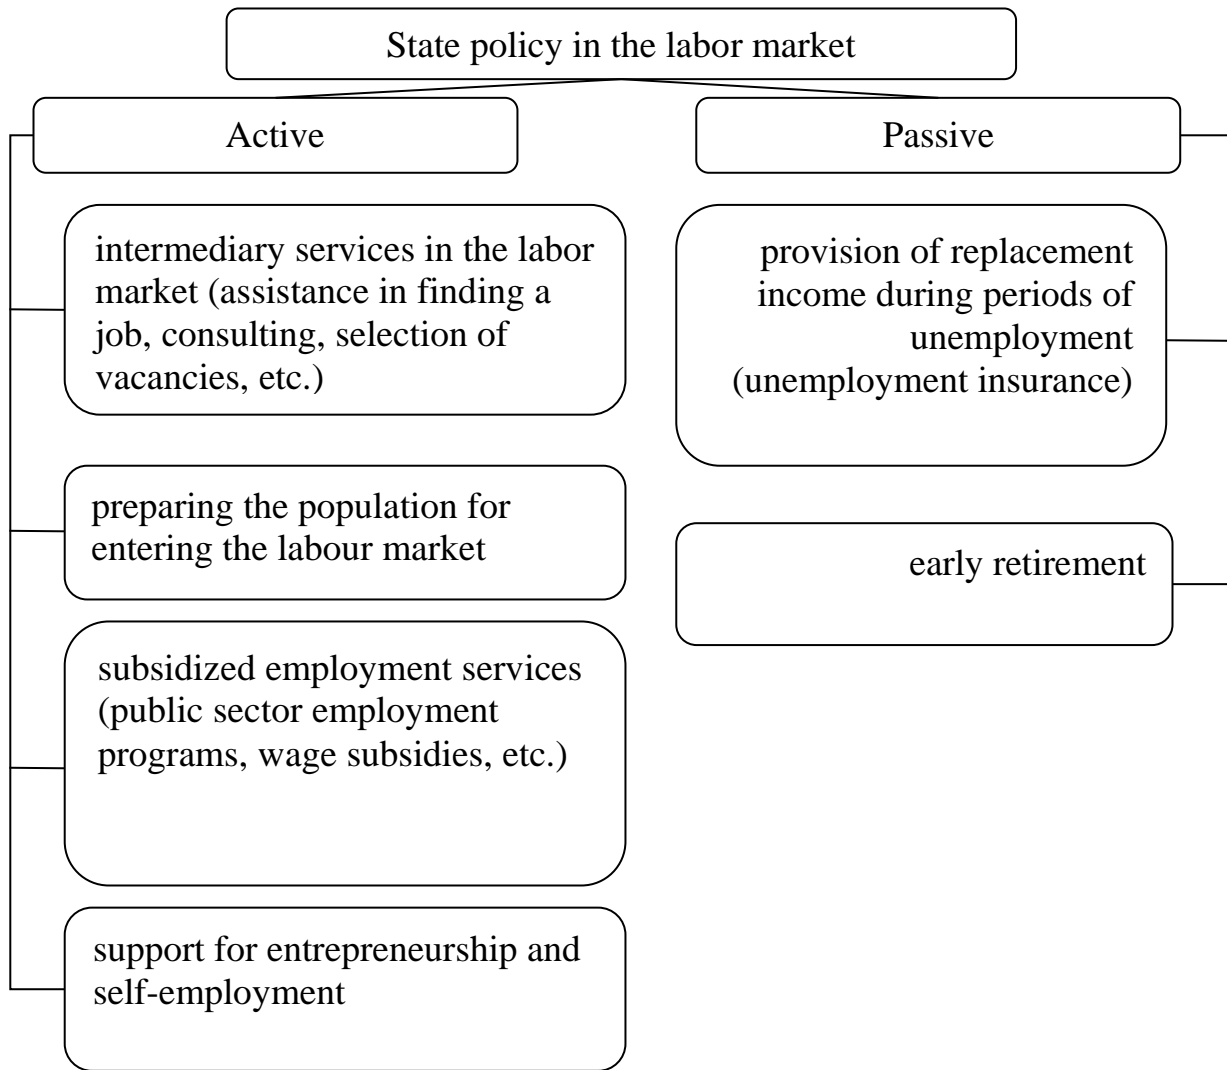 State policy in the labor market
Active
Passive
intermediary services in the labor
market (assistance in finding a
job, consulting, selection of
vacancies, etc.)
preparing the population for
entering the labour market
subsidized employment services
(public sector employment
programs, wage subsidies, etc.)
support for entrepreneurship and
self-employment
provision of replacement
income during periods of
unemployment
(unemployment insurance)
early retirement